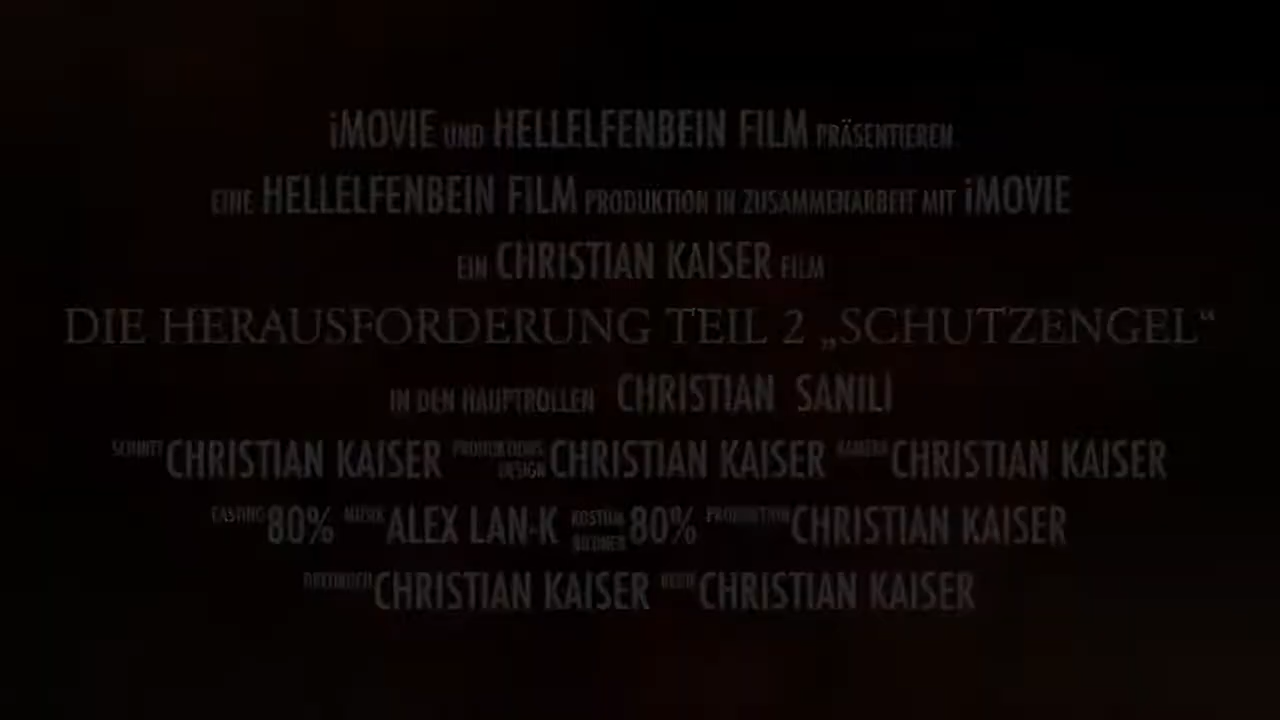 iMOVIE UND HELLELFENBEIN FILM PRÄSENTIEREN
EINE HELLELFENBEIN FILM PRODUKTION IN ZUSAMMENARBEIT MIT iMOVIE
EIN CHRISTIAN KAISER FILM
DIE HERAUSFORDERUNG TEIL 2 „SCHUTZENGEL“
IN DEN HAUPTROLLEN CHRISTIAN SANILI
SCHNITT CHRISTIAN KAISER PRODUKTIONS DESIGN CHRISTIAN KAISER KAMERA CHRISTIAN KAISER
CASTING 80% MUSIK ALEX LAN-K KOSTÜM BILDNER 80% PRODUKTION CHRISTIAN KAISER
DREHBUCH CHRISTIAN KAISER REGIE CHRISTIAN KAISER